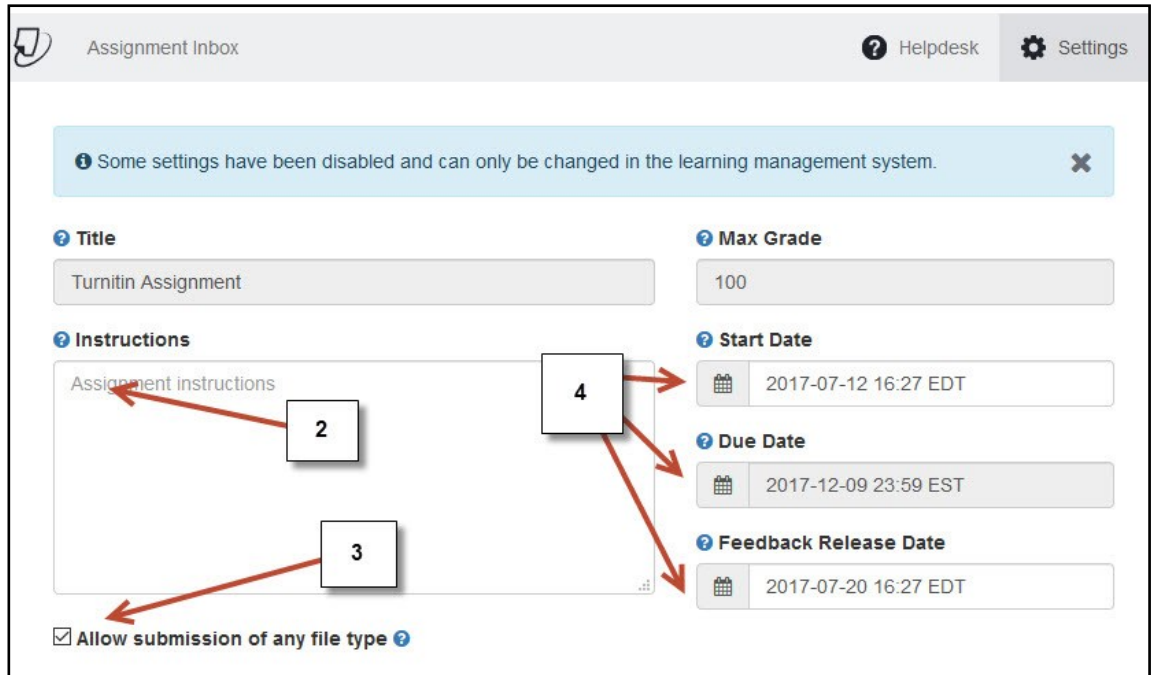 Assignment Inbox
Helpdesk
Settings
Some settings have been disabled and can only be changed in the learning management system.
Title
Turnitin Assignment
Max Grade
100
Instructions
Assignment instructions
Start Date
2017-07-12 16:27 EDT
4
2
Due Date
2017-12-09 23:59 EST
3
Feedback Release Date
2017-07-20 16:27 EDT
Allow submission of any file type